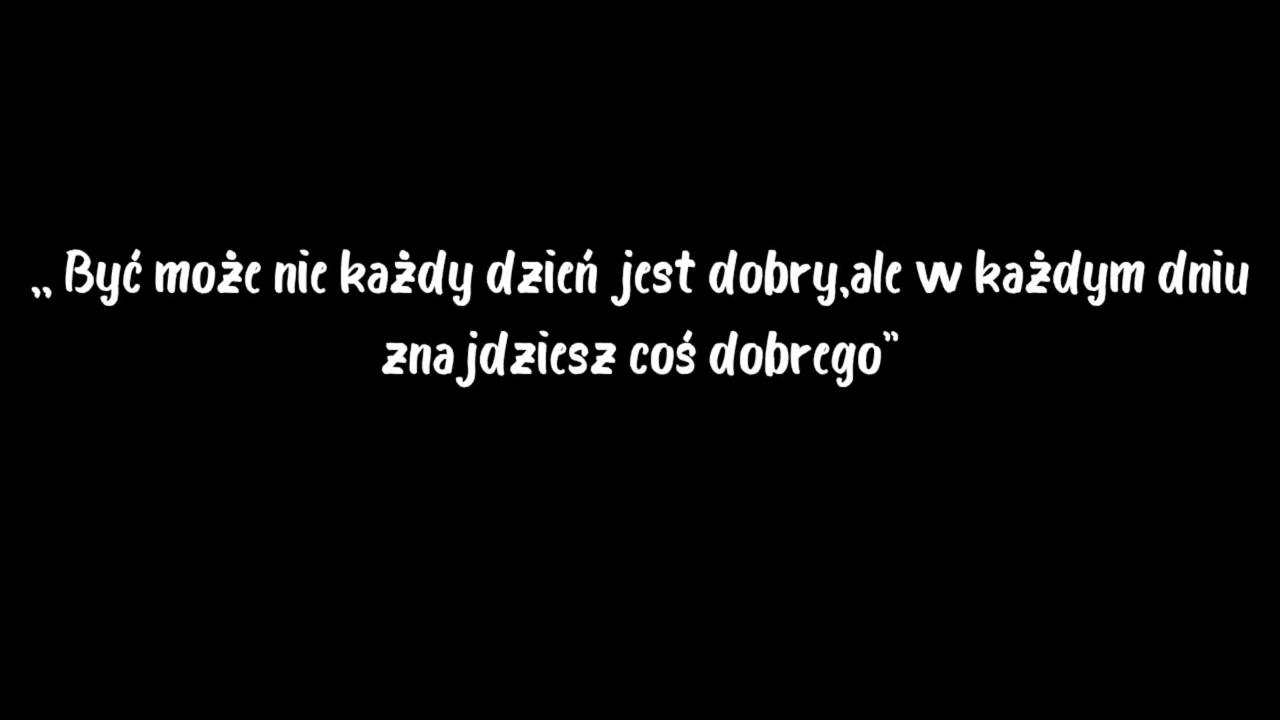 ,, Być może nie każdy dzień jest dobry,ale w każdym dniu
znajdziesz coś dobrego"